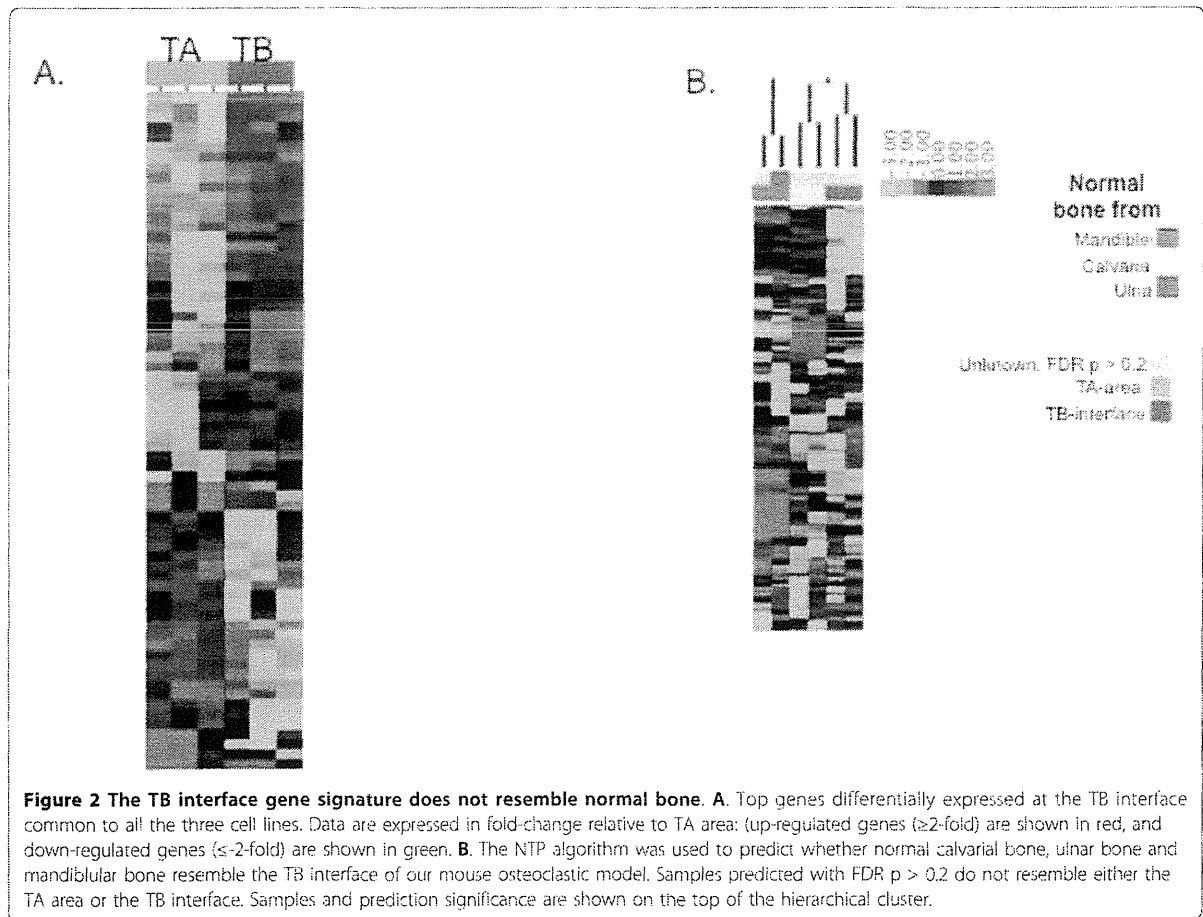 TA TB
A.
B.
Normal
bone from
Mandible
Calvaria
Ulna
Unknown, FDR p > 0.2
TA-area
TB-interface
Figure 2 The TB interface gene signature does not resemble normal bone. A. Top genes differentially expressed at the TB interface
common to all the three cell lines. Data are expressed in fold-change relative to TA area: (up-regulated genes (≥2-fold) are shown in red, and
down-regulated genes (≤-2-fold) are shown in green. B. The NTP algorithm was used to predict whether normal calvarial bone, ulnar bone and
mandiblular bone resemble the TB interface of our mouse osteoclastic model. Samples predicted with FDR p > 0.2 do not resemble either the
TA area or the TB interface. Samples and prediction significance are shown on the top of the hierarchical cluster.